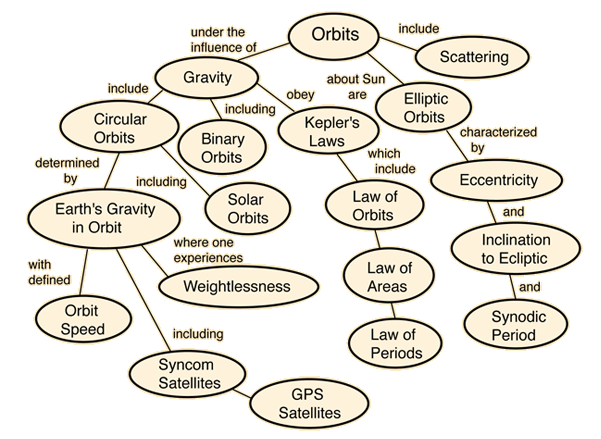 Orbits
include
Scattering
under the
influence of
Gravity
about Sun
are
Elliptic
Orbits
include
including
obey
Circular
Orbits
Binary
Orbits
Kepler's
Laws
characterized
by
determined
by
including
which
include
Eccentricity
Earth's Gravity
in Orbit
Solar
Orbits
Law of
Orbits
and
Inclination
to Ecliptic
where one
experiences
with
defined
Weightlessness
Law of
Areas
and
Orbit
Speed
Synodic
Period
including
Law of
Periods
Syncom
Satellites
GPS
Satellites